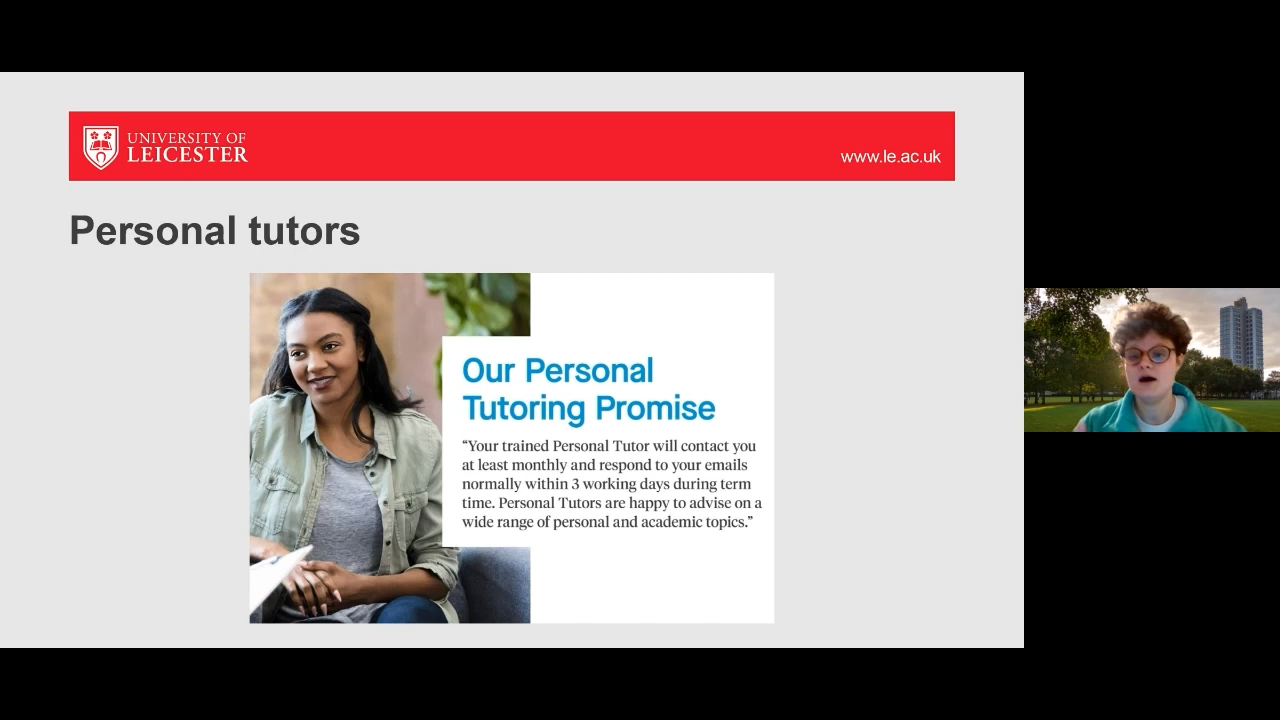 UNIVERSITY OF
LEICESTER
www.le.ac.uk
Personal tutors
Our Personal
Tutoring Promise
“Your trained Personal Tutor will contact you
at least monthly and respond to your emails
normally within 3 working days during term
time. Personal Tutors are happy to advise on a
wide range of personal and academic topics.”